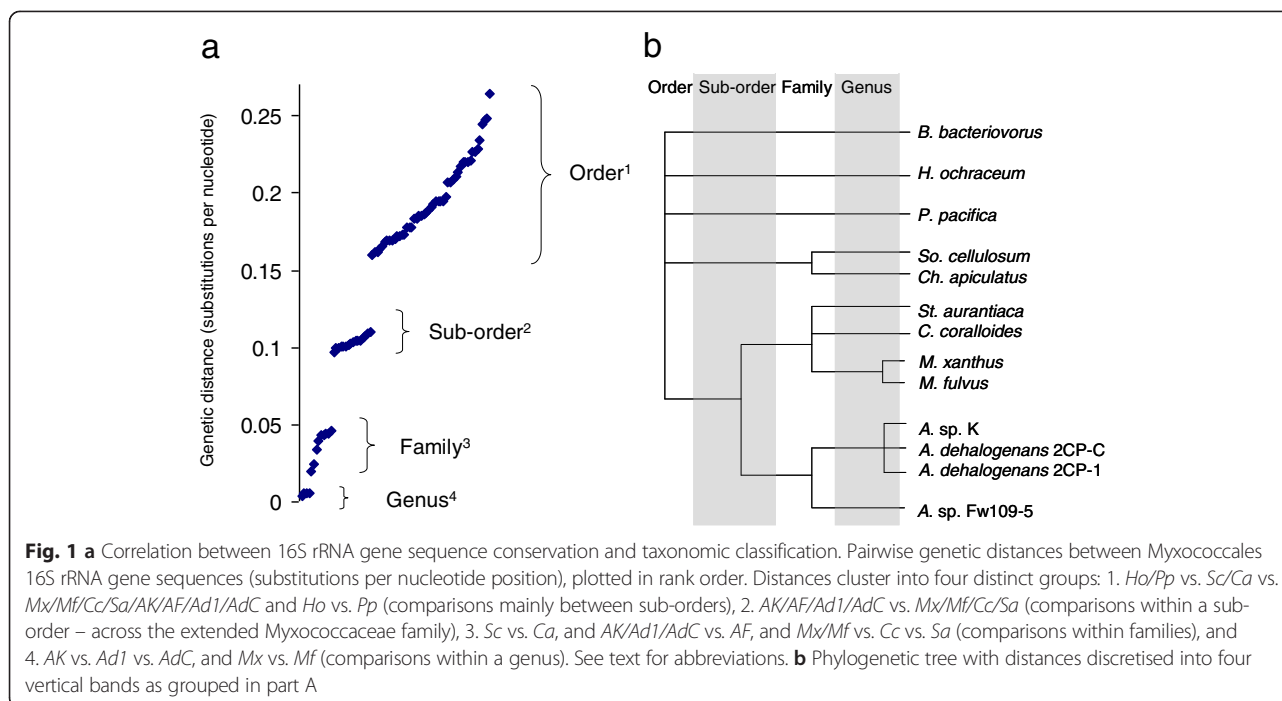 a
Genetic distance (substitutions per nucleotide)
0.25
0.2
0.15
0.1
0.05
0
Order1
Sub-order2
Family3
Genus4
b
Order Sub-order Family Genus
B. bacteriovorus
H. ochraceum
P. pacifica
So. cellulosum
Ch. apiculatus
St. aurantiaca
C. coralloides
M. xanthus
M. fulvus
A. sp. K
A. dehalogenans 2CP-C
A. dehalogenans 2CP-1
A. sp. Fw109-5
Fig. 1 a Correlation between 16S rRNA gene sequence conservation and taxonomic classification. Pairwise genetic distances between Myxococcales
16S rRNA gene sequences (substitutions per nucleotide position), plotted in rank order. Distances cluster into four distinct groups: 1. Ho/Pp vs. Sc/Ca vs.
Mx/Mf/Cc/Sa/AK/AF/Ad1/AdC and Ho vs. Pp (comparisons mainly between sub-orders), 2. AK/AF/Ad1/AdC vs. Mx/Mf/Cc/Sa (comparisons within a sub-
order – across the extended Myxococcaceae family), 3. Sc vs. Ca, and AK/Ad1/AdC vs. AF, and Mx/Mf vs. Cc vs. Sa (comparisons within families), and
4. AK vs. Ad1 vs. AdC, and Mx vs. Mf (comparisons within a genus). See text for abbreviations. b Phylogenetic tree with distances discretised into four
vertical bands as grouped in part A